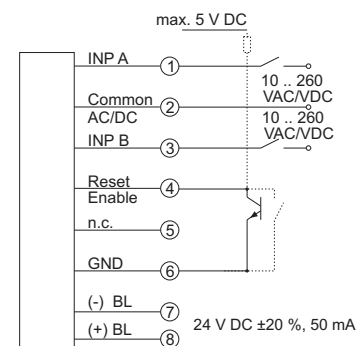 max. 5 V DC
INP A
1
10 .. 260
VAC/VDC
Common
AC/DC
2
10 .. 260
VAC/VDC
INP B
3
Reset
Enable
4
n.c.
5
GND
6
(-) BL
7
24 V DC ±20 %, 50 mA
(+) BL
8